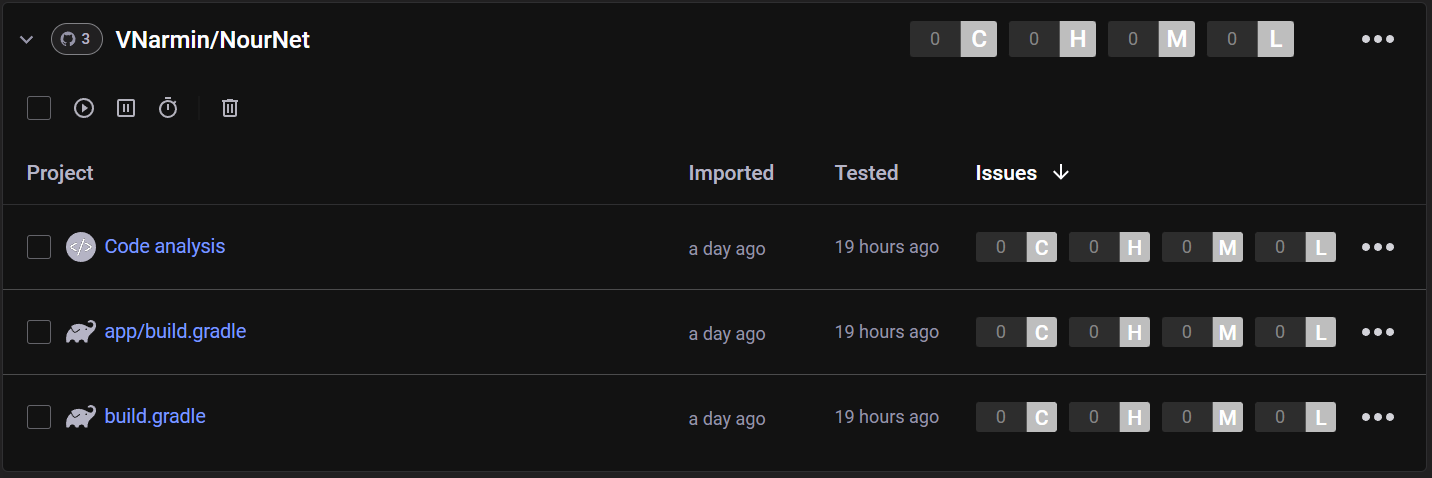 3 VNarmin/NourNet 0 C 0 H 0 M 0 L
Project Imported Tested Issues
</> Code analysis a day ago 19 hours ago 0 C 0 H 0 M 0 L
app/build.gradle a day ago 19 hours ago 0 C 0 H 0 M 0 L
build.gradle a day ago 19 hours ago 0 C 0 H 0 M 0 L